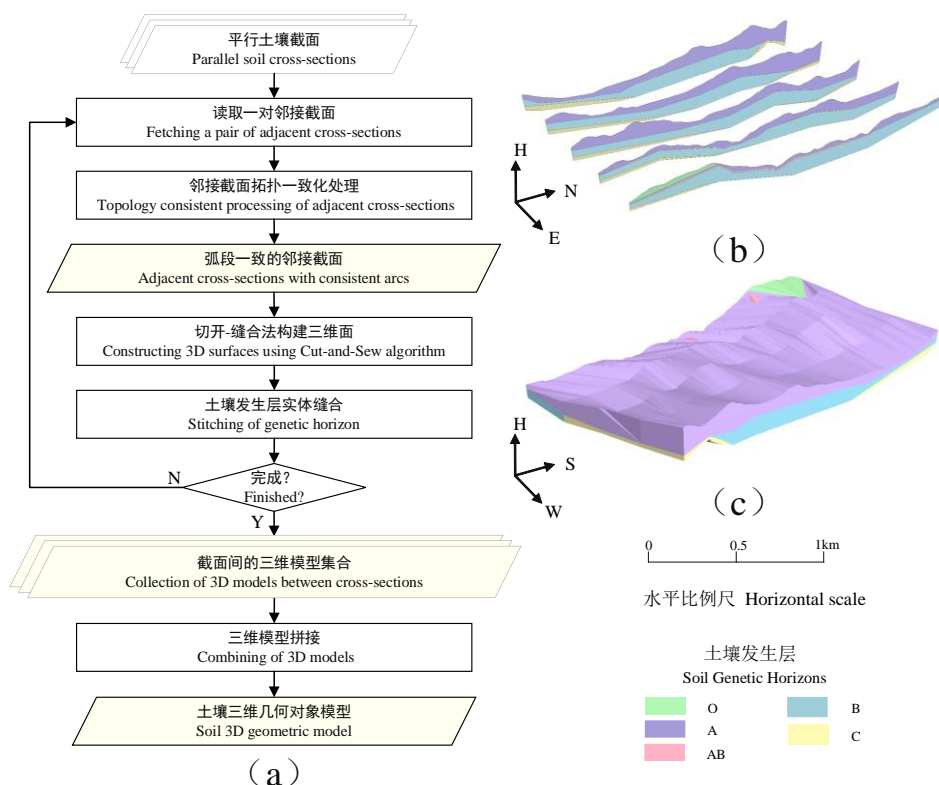 平行土壤截面
Parallel soil cross-sections
读取一对邻接截面
Fetching a pair of adjacent cross-sections
邻接截面拓扑一致化处理
Topology consistent processing of adjacent cross-sections
弧段一致的邻接截面
Adjacent cross-sections with consistent arcs
切开-缝合法构建三维面
Constructing 3D surfaces using Cut-and-Sew algorithm
土壤发生层实体缝合
Stitching of genetic horizon
N
完成?
Finished?
Y
截面间的三维模型集合
Collection of 3D models between cross-sections
三维模型拼接
Combining of 3D models
土壤三维几何对象模型
Soil 3D geometric model
（a）
H
N
E
（b）
H
S
W
（c）
0 0.5 1km
水平比例尺 Horizontal scale
土壤发生层
Soil Genetic Horizons
O B
A C
AB